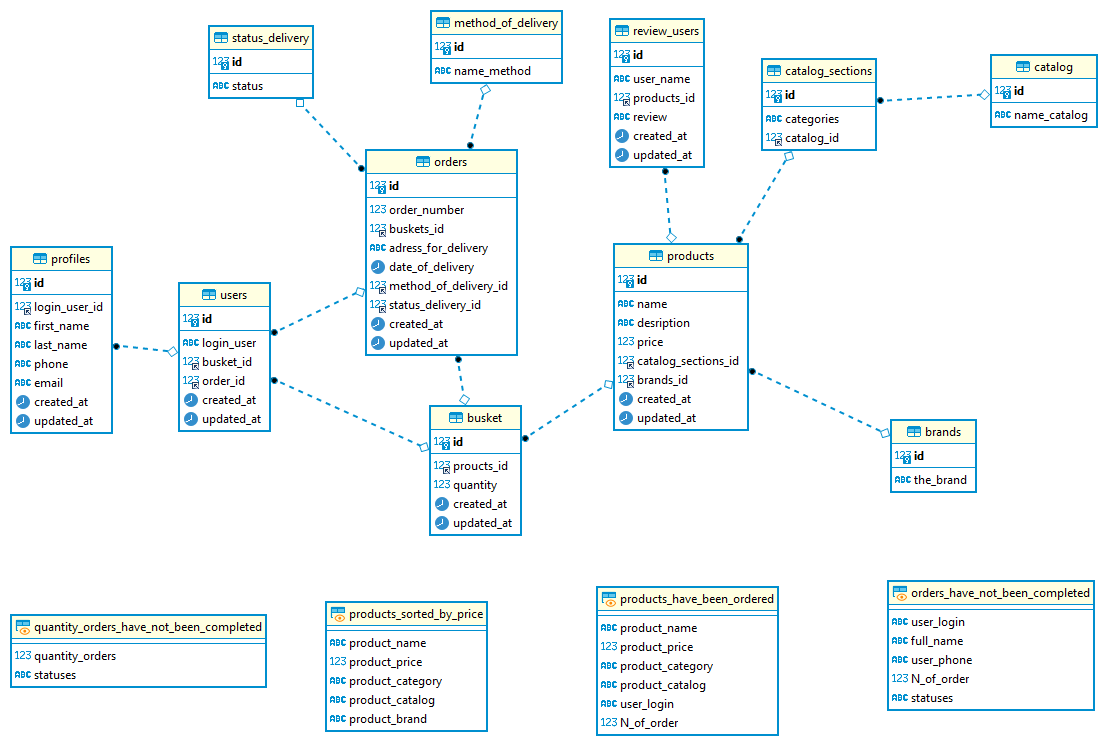 status_delivery
123 id
ABC status
method_of_delivery
123 id
ABC name_method
review_users
123 id
ABC user_name
123 products_id
ABC review
created_at
updated_at
catalog_sections
123 id
ABC categories
123 catalog_id
catalog
123 id
ABC name_catalog
orders
123 id
123 order_number
123 buskets_id
ABC adress_for_delivery
date_of_delivery
123 method_of_delivery_id
123 status_delivery_id
created_at
updated_at
profiles
123 id
123 login_user_id
ABC first_name
ABC last_name
ABC phone
ABC email
created_at
updated_at
users
123 id
ABC login_user
123 busket_id
123 order_id
created_at
updated_at
products
123 id
ABC name
ABC desription
123 price
123 catalog_sections_id
123 brands_id
created_at
updated_at
busket
123 id
123 proucts_id
123 quantity
created_at
updated_at
brands
123 id
ABC the_brand
quantity_orders_have_not_been_completed
123 quantity_orders
ABC statuses
products_sorted_by_price
ABC product_name
123 product_price
ABC product_category
ABC product_catalog
ABC product_brand
products_have_been_ordered
ABC product_name
123 product_price
ABC product_category
ABC product_catalog
ABC user_login
123 N_of_order
orders_have_not_been_completed
ABC user_login
ABC full_name
ABC user_phone
123 N_of_order
ABC statuses